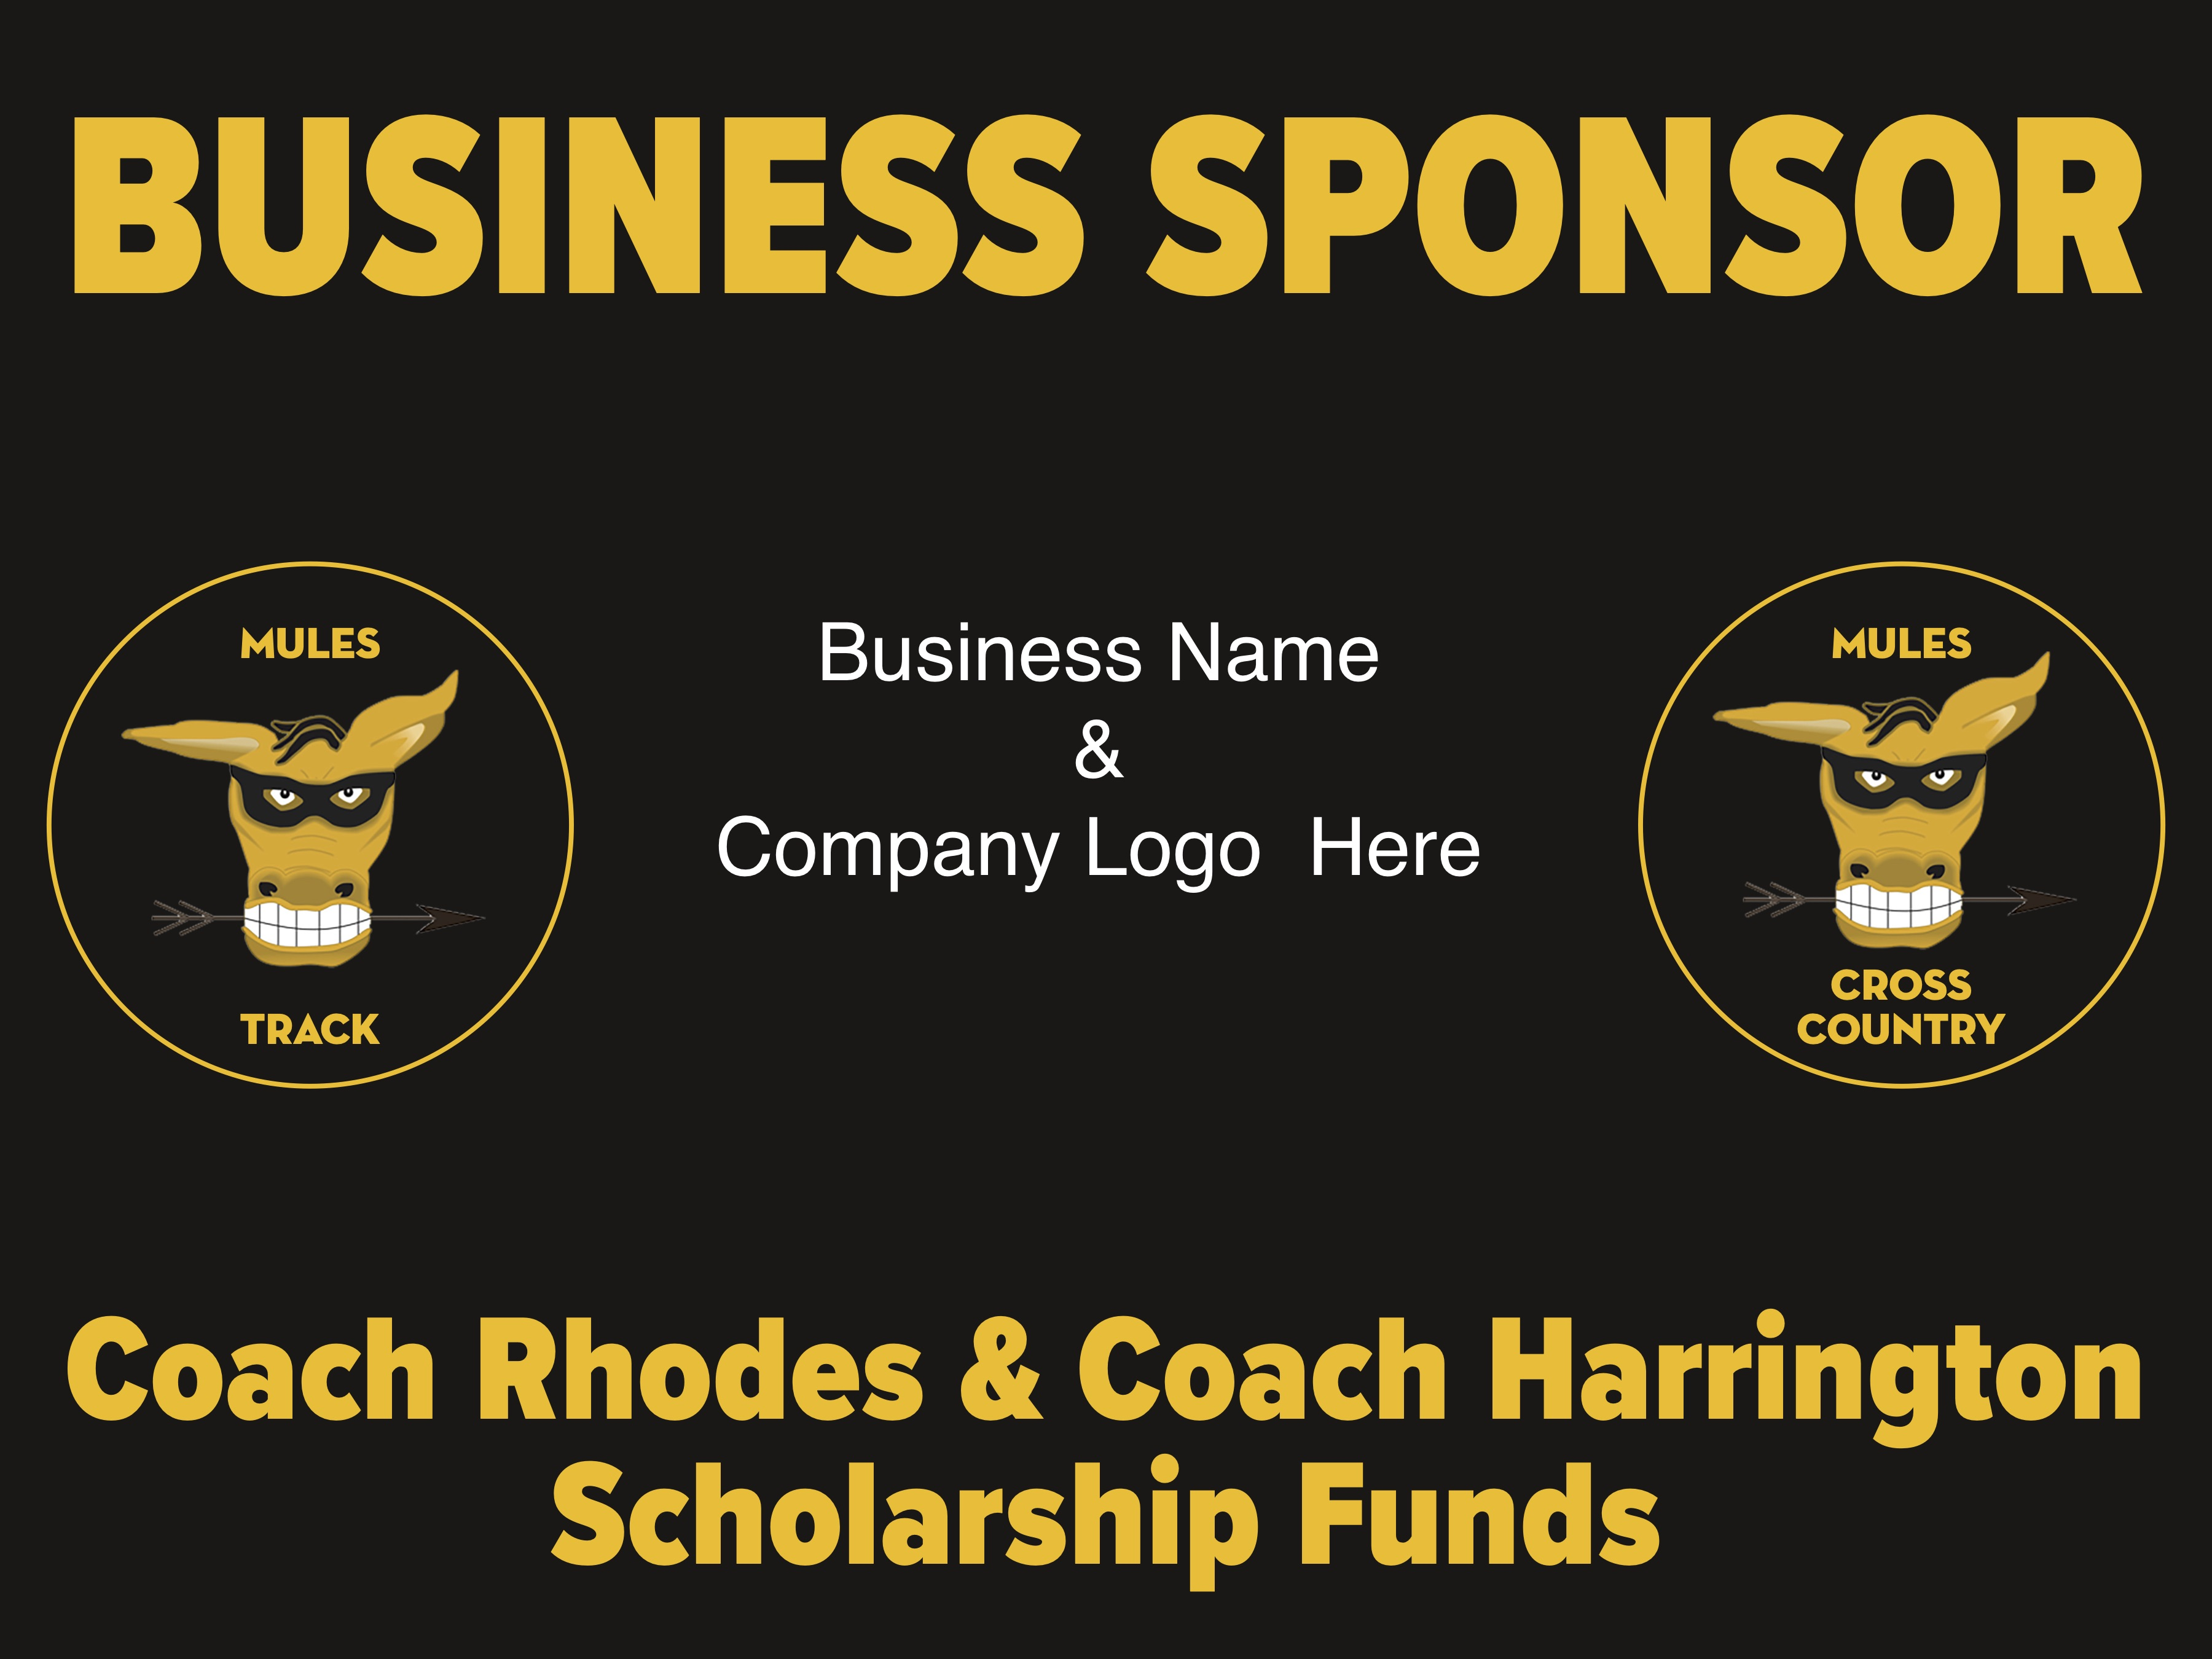 BUSINESS SPONSOR
MULES
TRACK
Business Name
&
Company Logo  Here
MULES
CROSS
COUNTRY
Coach Rhodes & Coach Harrington
Scholarship Funds